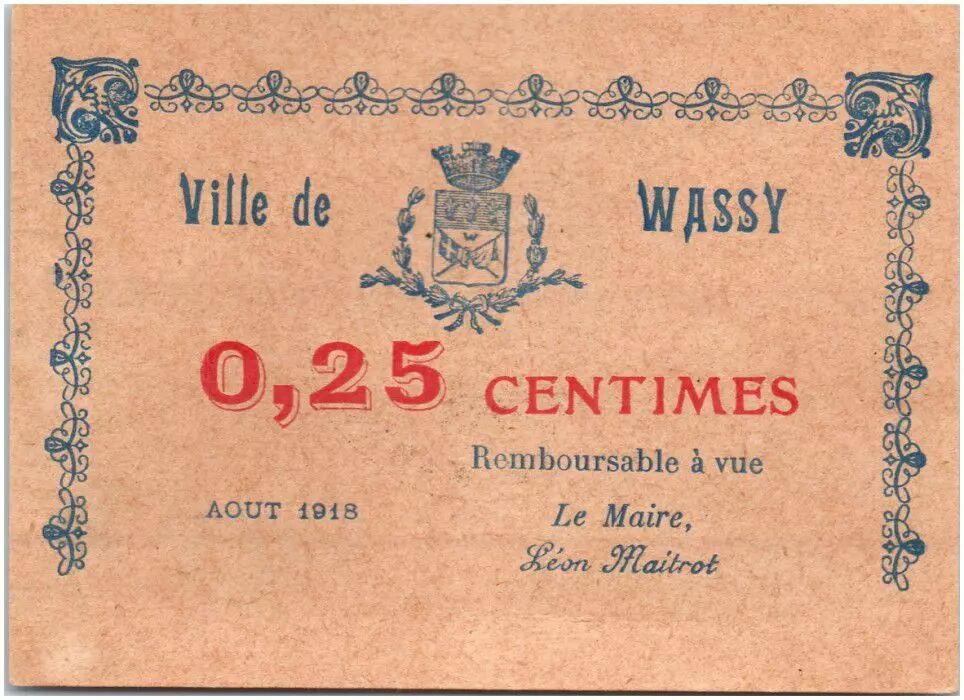 Ville de WASSY
0,25 CENTIMES
Remboursable à vue
AOUT 1918
Le Maire,
Léon Maitrot